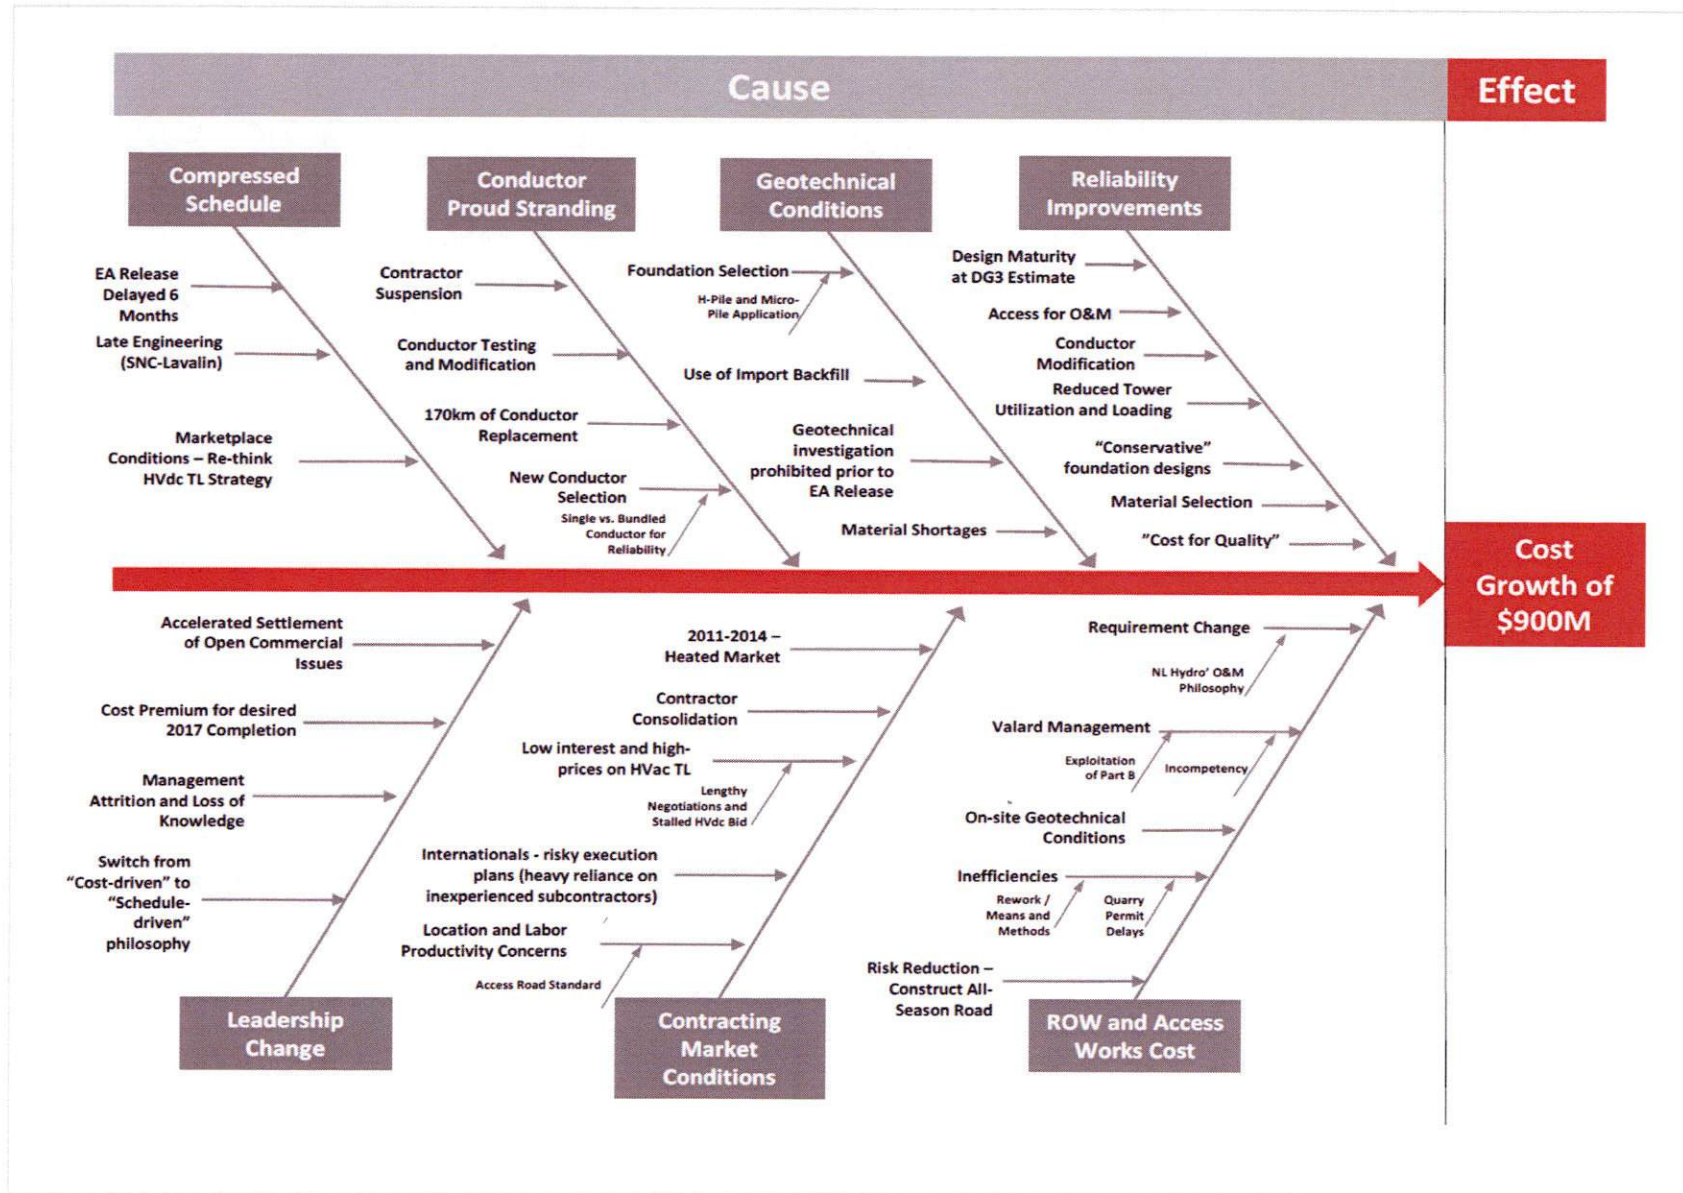 Cause
Effect
Compressed
Schedule
Conductor
Proud Stranding
Geotechnical
Conditions
Reliability
Improvements
EA Release
Delayed 6
Months
Late Engineering
(SNC-Lavalin)
Marketplace
Conditions – Re-think
HVdc TL Strategy
Contractor
Suspension
Conductor Testing
and Modification
170km of Conductor
Replacement
New Conductor
Selection
Single vs. Bundled
Conductor for
Reliability
Foundation Selection
H-Pile and Micro-
Pile Application
Use of Import Backfill
Geotechnical
investigation
prohibited prior to
EA Release
Material Shortages
Design Maturity
at DG3 Estimate
Access for O&M
Conductor
Modification
Reduced Tower
Utilization and Loading
“Conservative”
foundation designs
Material Selection
”Cost for Quality”
Cost
Growth of
$900M
Accelerated Settlement
of Open Commercial
Issues
Cost Premium for desired
2017 Completion
Management
Attrition and Loss of
Knowledge
Switch from
“Cost-driven” to
“Schedule-
driven”
philosophy
Leadership
Change
2011-2014 –
Heated Market
Contractor
Consolidation
Low interest and high-
prices on HVac TL
Lengthy
Negotiations and
Stalled HVdc Bid
Internationals - risky execution
plans (heavy reliance on
inexperienced subcontractors)
Location and Labor
Productivity Concerns
Access Road Standard
Contracting
Market
Conditions
Requirement Change
NL Hydro’ O&M
Philosophy
Valard Management
Exploitation
of Part B
Incompetency
On-site Geotechnical
Conditions
Inefficiencies
Rework /
Means and
Methods
Quarry
Permit
Delays
Risk Reduction –
Construct All-
Season Road
ROW and Access
Works Cost